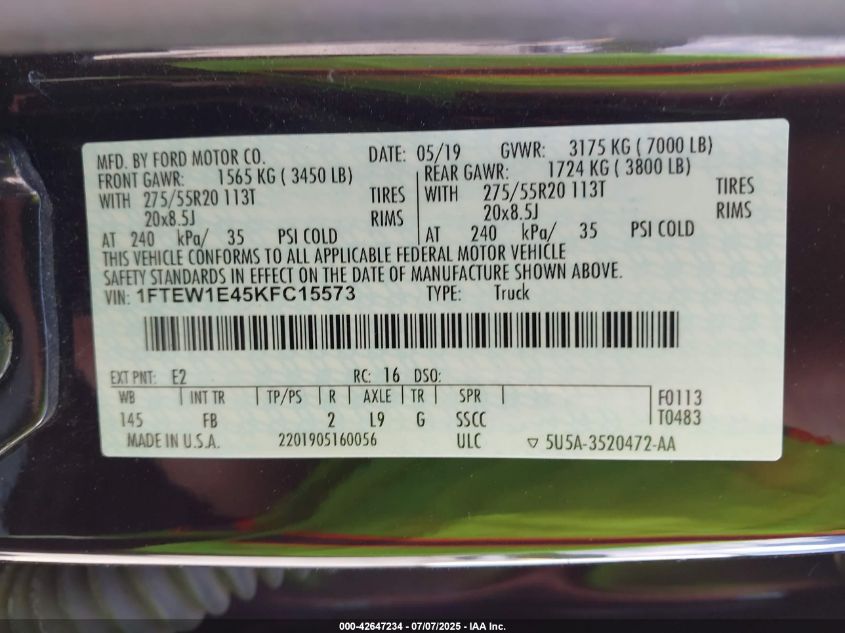 MFD. BY FORD MOTOR CO. DATE: 05/19 GVWR: 3175 KG ( 7000 LB)
FRONT GAWR: 1565 KG ( 3450 LB) REAR GAWR: 1724 KG ( 3800 LB)
WITH 275/55R20 113T TIRES WITH 275/55R20 113T TIRES
20x8.5J RIMS 20x8.5J RIMS
AT 240 kPa/ 35 PSI COLD AT 240 kPa/ 35 PSI COLD
THIS VEHICLE CONFORMS TO ALL APPLICABLE FEDERAL MOTOR VEHICLE
SAFETY STANDARDS IN EFFECT ON THE DATE OF MANUFACTURE SHOWN ABOVE.
VIN: 1FTEW1E45KFC15573 TYPE: Truck
EXT PNT: E2 RC: 16 DSO:
WB INT TR TP/PS R AXLE TR SPR F0113
145 FB 2 L9 G SSCC T0483
MADE IN U.S.A. 2201905160056 ULC ▽ 5U5A-3520472-AA
000-42647234 - 07/07/2025 - IAA Inc.